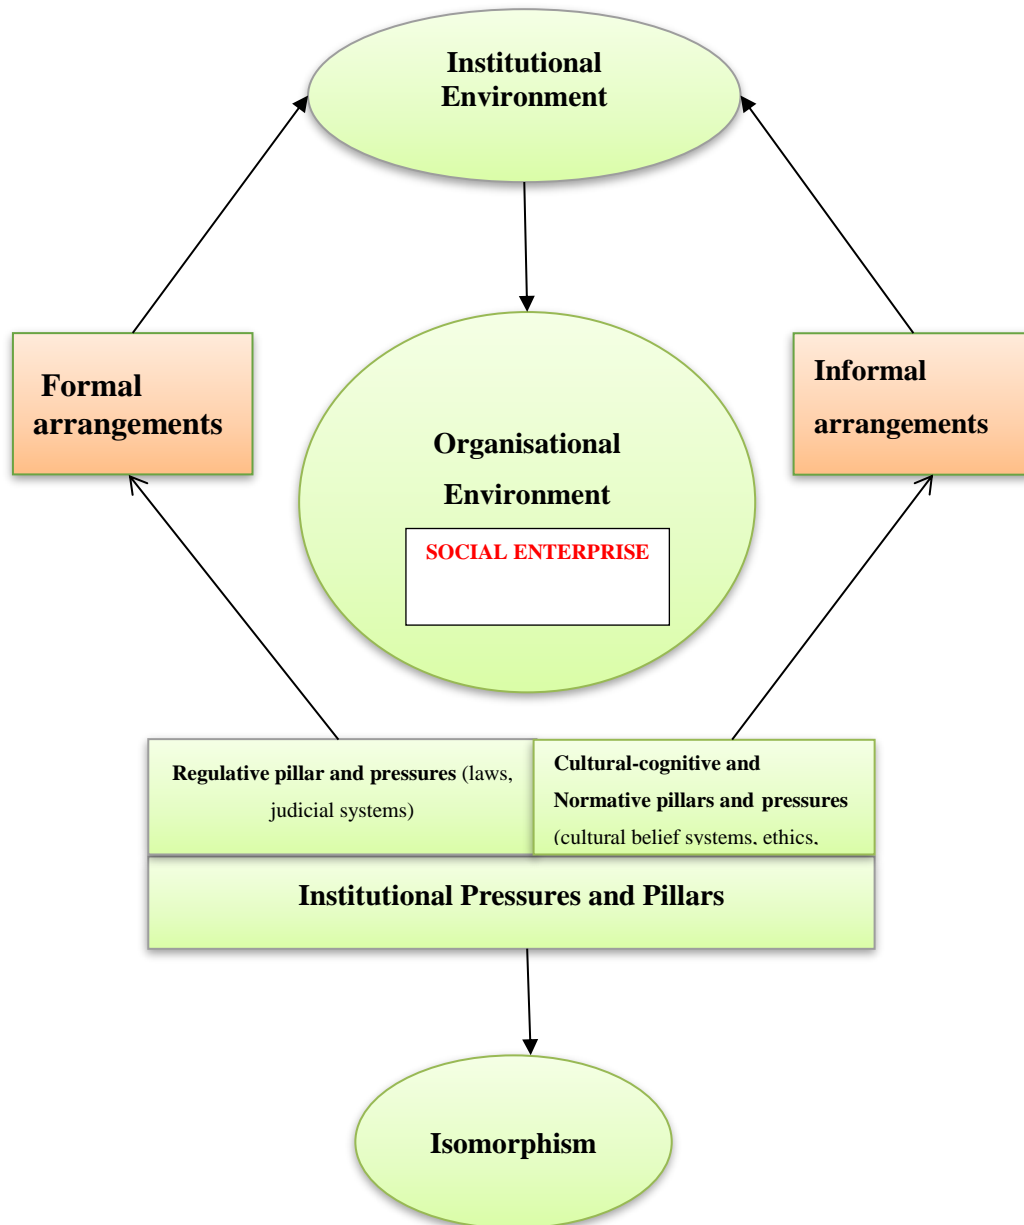 Institutional
Environment
Formal
arrangements
Informal
arrangements
Organisational
Environment
SOCIAL ENTERPRISE
Regulative pillar and pressures (laws,
judicial systems)
Cultural-cognitive and
Normative pillars and pressures
(cultural belief systems, ethics,
Institutional Pressures and Pillars
Isomorphism